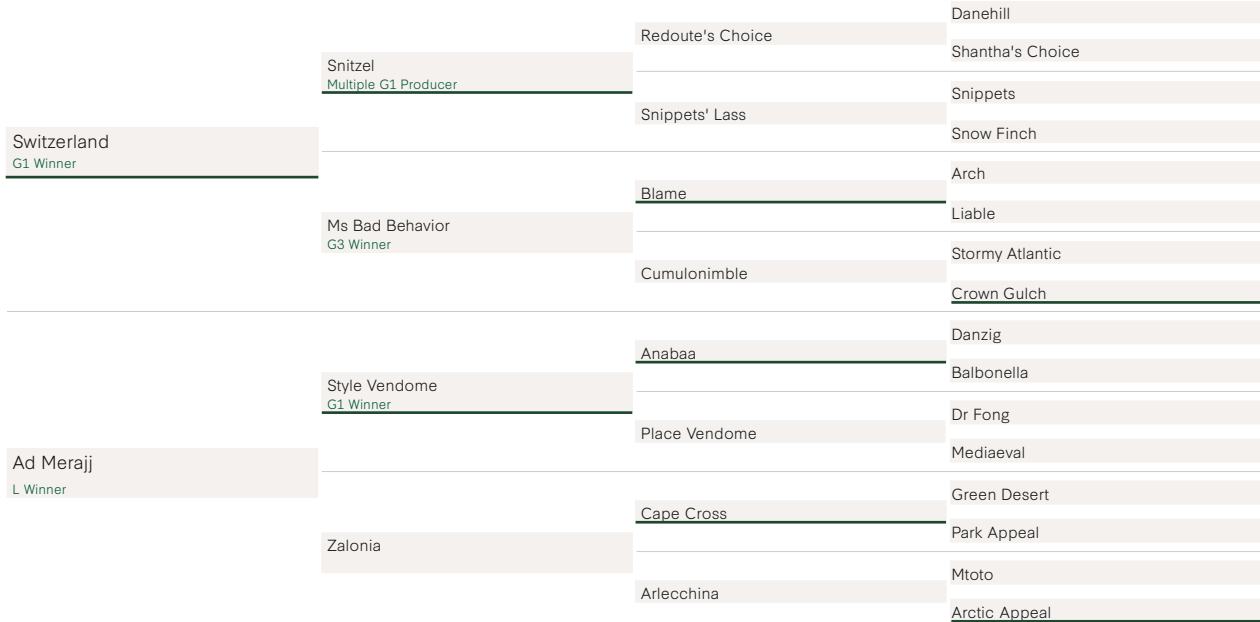 Switzerland
G1 Winner
Ad Merajj
L Winner
Snitzel
Multiple G1 Producer
Ms Bad Behavior
G3 Winner
Style Vendome
G1 Winner
Zalonia
Redoute's Choice
Snippets' Lass
Blame
Cumulonimble
Anabaa
Place Vendome
Cape Cross
Arlecchina
Danehill
Shantha's Choice
Snippets
Snow Finch
Arch
Liable
Stormy Atlantic
Crown Gulch
Danzig
Balbonella
Dr Fong
Mediaeval
Green Desert
Park Appeal
Mtoto
Arctic Appeal